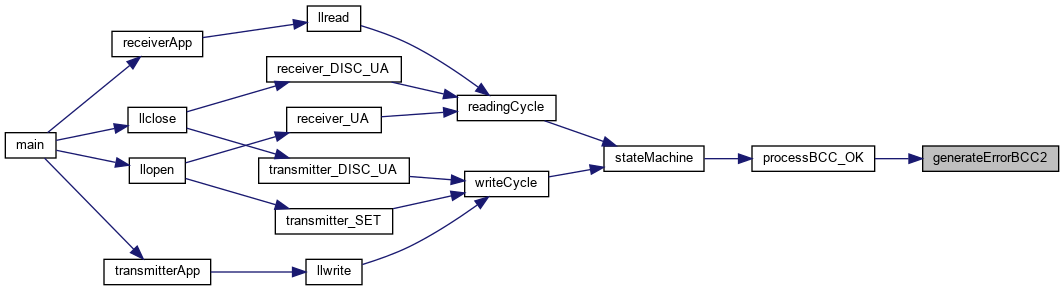 main
receiverApp
llclose
llopen
transmitterApp
llread
receiver_DISC_UA
receiver_UA
transmitter_DISC_UA
transmitter_SET
llwrite
readingCycle
writeCycle
stateMachine
processBCC_OK
generateErrorBCC2